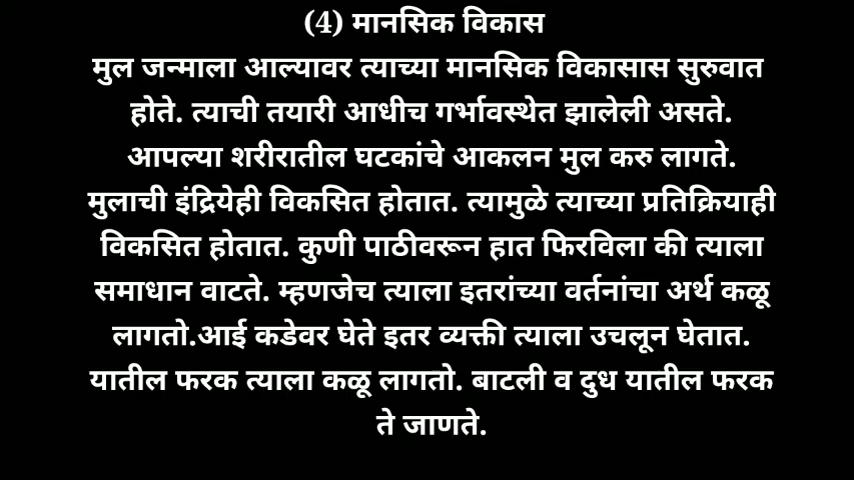 (4) मानसिक विकास
मुल जन्माला आल्यावर त्याच्या मानसिक विकासास सुरुवात
होते. त्याची तयारी आधीच गर्भावस्थेत झालेली असते.
आपल्या शरीरातील घटकांचे आकलन मुल करु लागते.
मुलाची इंद्रियेही विकसित होतात. त्यामुळे त्याच्या प्रतिक्रियाही
विकसित होतात. कुणी पाठीवरून हात फिरविला की त्याला
समाधान वाटते. म्हणजेच त्याला इतरांच्या वर्तनांचा अर्थ कळू
लागतो.आई कडेवर घेते इतर व्यक्ती त्याला उचलून घेतात.
यातील फरक त्याला कळू लागतो. बाटली व दुध यातील फरक
ते जाणते.